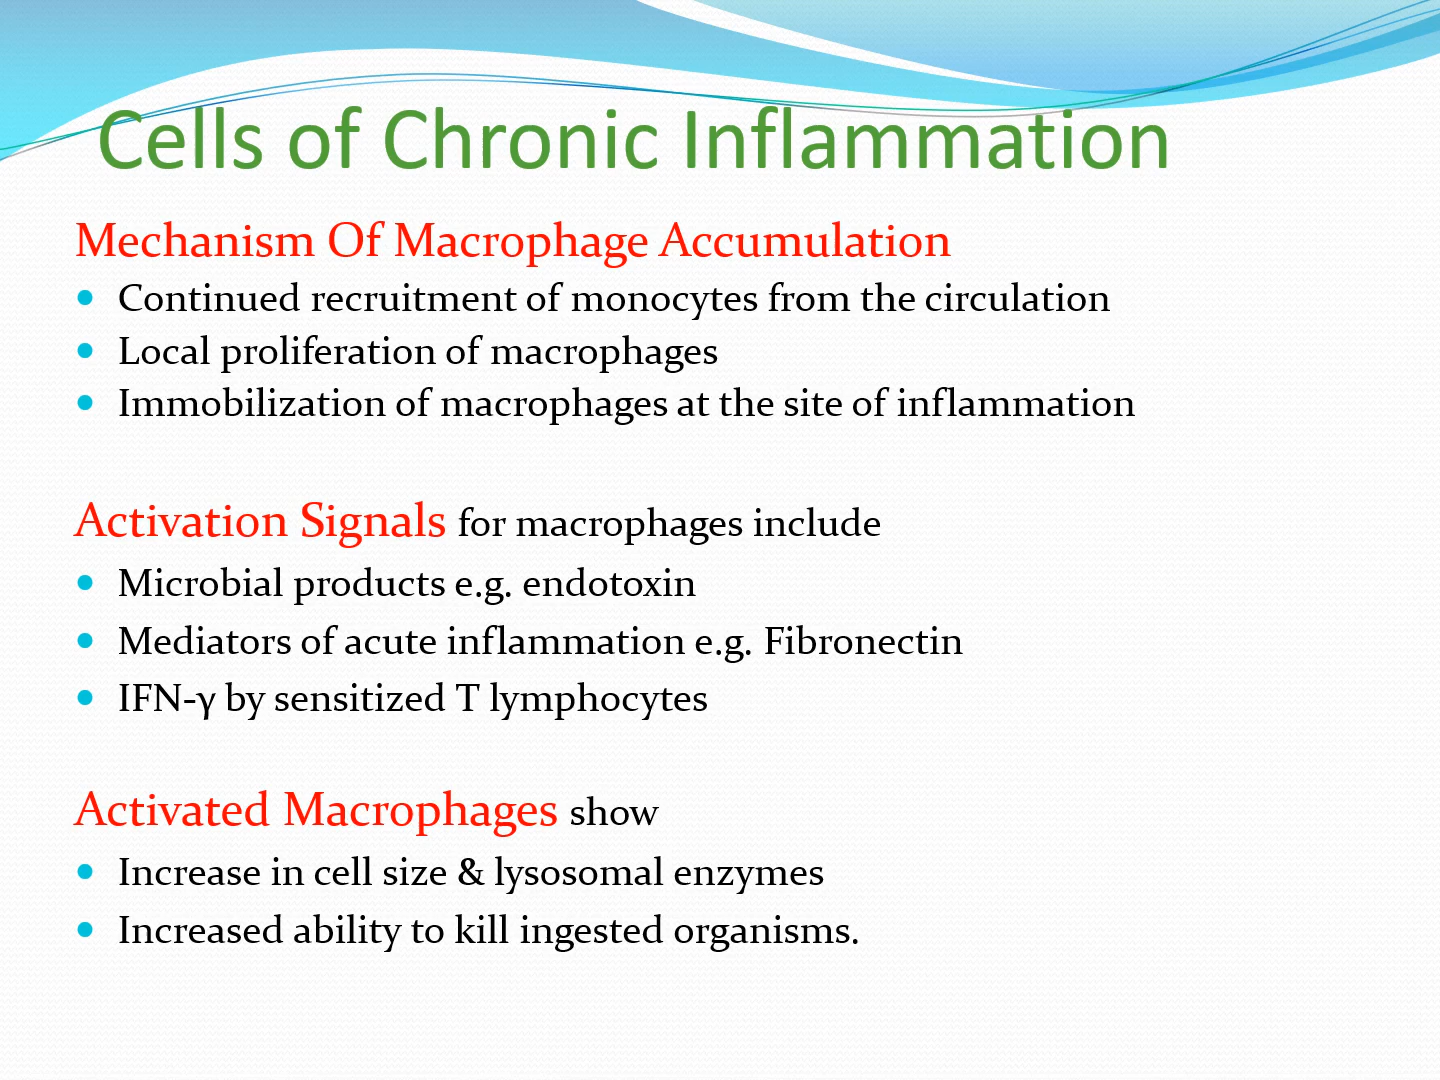 Cells of Chronic Inflammation
Mechanism Of Macrophage Accumulation
• Continued recruitment of monocytes from the circulation
• Local proliferation of macrophages
• Immobilization of macrophages at the site of inflammation
Activation Signals for macrophages include
• Microbial products e.g. endotoxin
• Mediators of acute inflammation e.g. Fibronectin
• IFN-γ by sensitized T lymphocytes
Activated Macrophages show
• Increase in cell size & lysosomal enzymes
• Increased ability to kill ingested organisms.